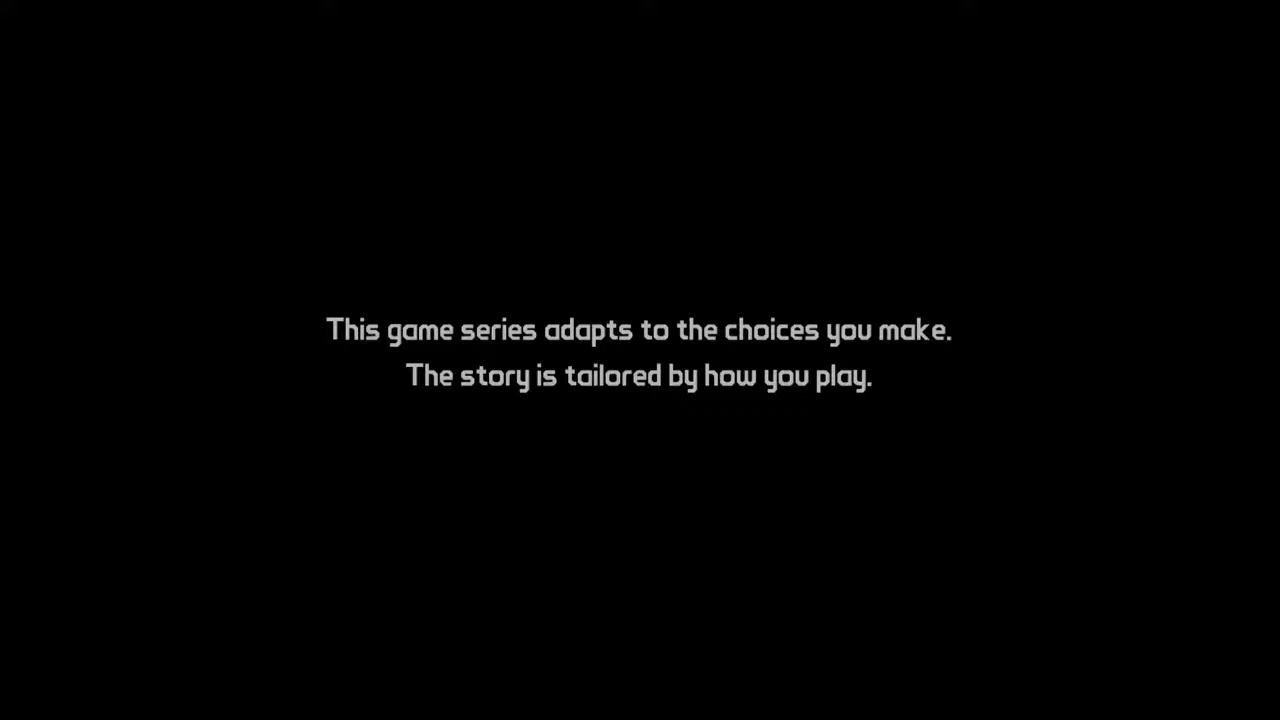 This game series adapts to the choices you make.
The story is tailored by how you play.